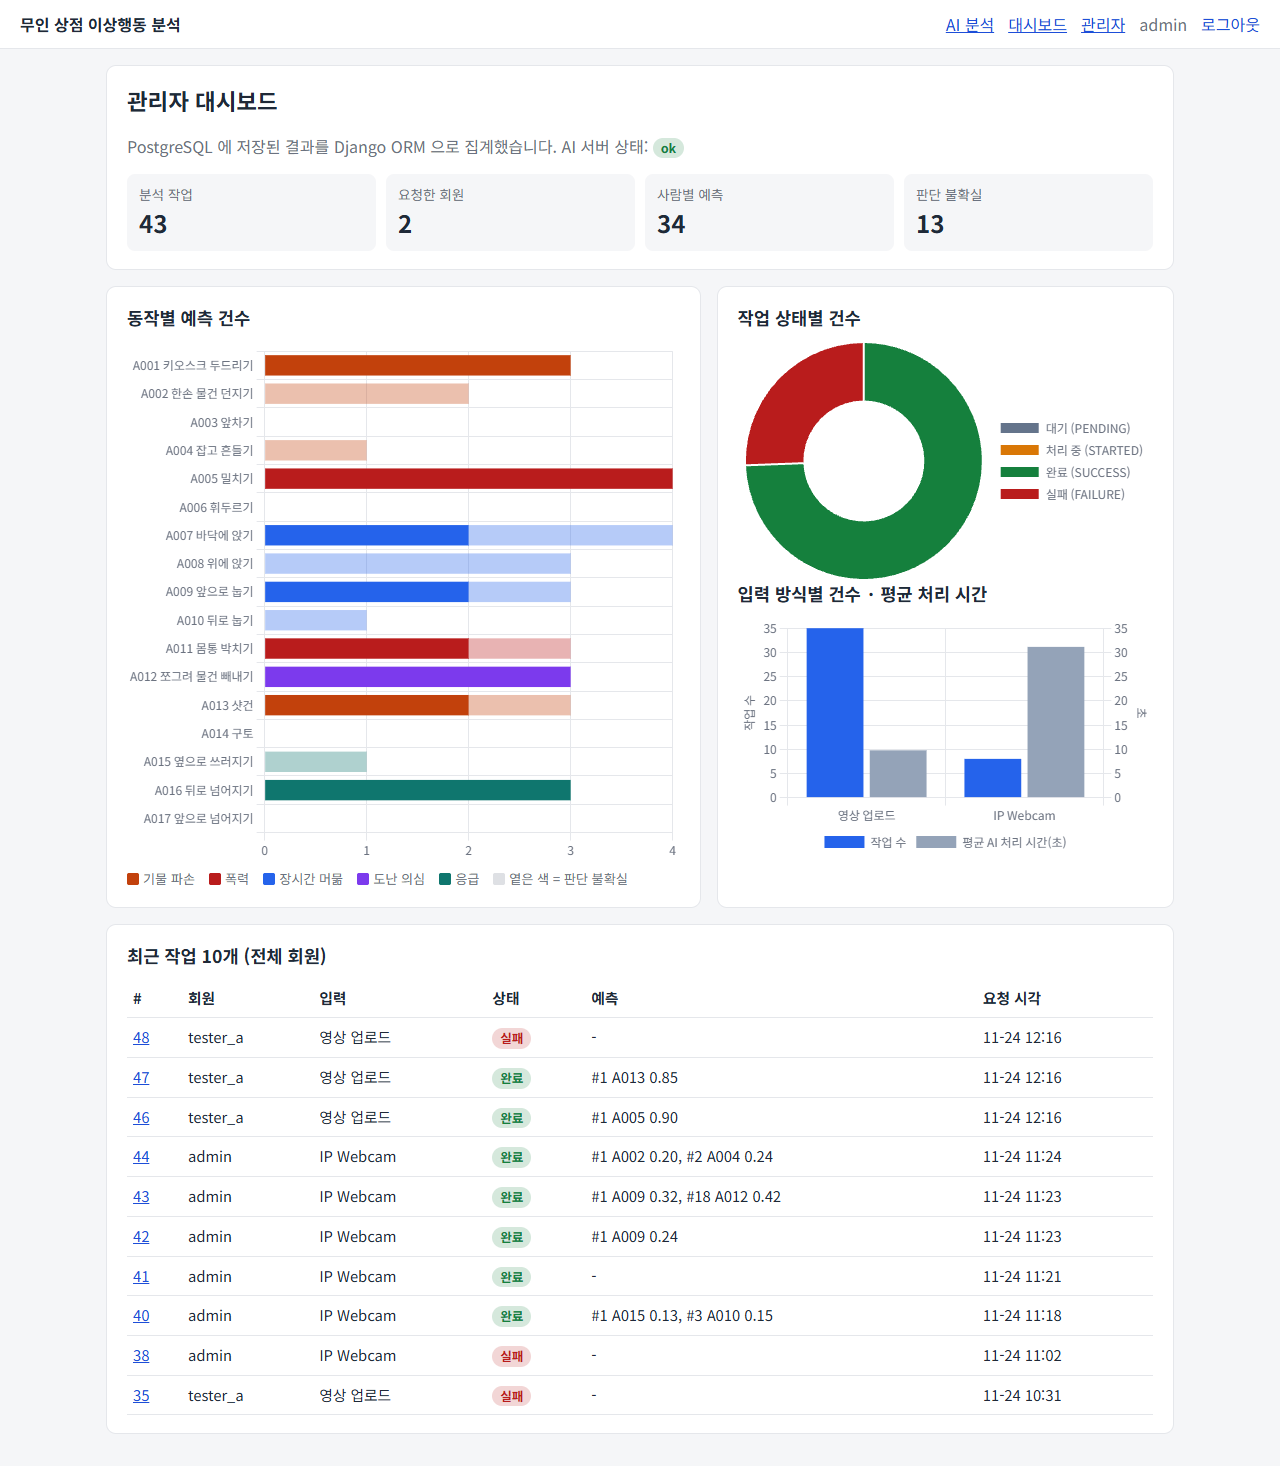 무인 상점 이상행동 분석
AI 분석 대시보드 관리자 admin 로그아웃
관리자 대시보드
PostgreSQL 에 저장된 결과를 Django ORM 으로 집계했습니다. AI 서버 상태: ok
분석 작업
43
요청한 회원
2
사람별 예측
34
판단 불확실
13
동작별 예측 건수
A001 키오스크 두드리기
A002 한손 물건 던지기
A003 앞차기
A004 잡고 흔들기
A005 밀치기
A006 휘두르기
A007 바닥에 앉기
A008 위에 앉기
A009 앞으로 눕기
A010 뒤로 눕기
A011 몸통 박치기
A012 쪼그려 물건 빼내기
A013 삿건
A014 구토
A015 옆으로 쓰러지기
A016 뒤로 넘어지기
A017 앞으로 넘어지기
0 1 2 3 4
기물 파손 폭력 장시간 머묾 도난 의심 응급 옅은 색 = 판단 불확실
작업 상태별 건수
대기 (PENDING)
처리 중 (STARTED)
완료 (SUCCESS)
실패 (FAILURE)
입력 방식별 건수 · 평균 처리 시간
35 35
30 30
25 25
20 20
15 15
10 10
5 5
0 0
작업 수
초
영상 업로드 IP Webcam
작업 수 평균 AI 처리 시간(초)
최근 작업 10개 (전체 회원)
# 회원 입력 상태 예측 요청 시각
48 tester_a 영상 업로드 실패 - 11-24 12:16
47 tester_a 영상 업로드 완료 #1 A013 0.85 11-24 12:16
46 tester_a 영상 업로드 완료 #1 A005 0.90 11-24 12:16
44 admin IP Webcam 완료 #1 A002 0.20, #2 A004 0.24 11-24 11:24
43 admin IP Webcam 완료 #1 A009 0.32, #18 A012 0.42 11-24 11:23
42 admin IP Webcam 완료 #1 A009 0.24 11-24 11:23
41 admin IP Webcam 완료 - 11-24 11:21
40 admin IP Webcam 완료 #1 A015 0.13, #3 A010 0.15 11-24 11:18
38 admin IP Webcam 실패 - 11-24 11:02
35 tester_a 영상 업로드 실패 - 11-24 10:31